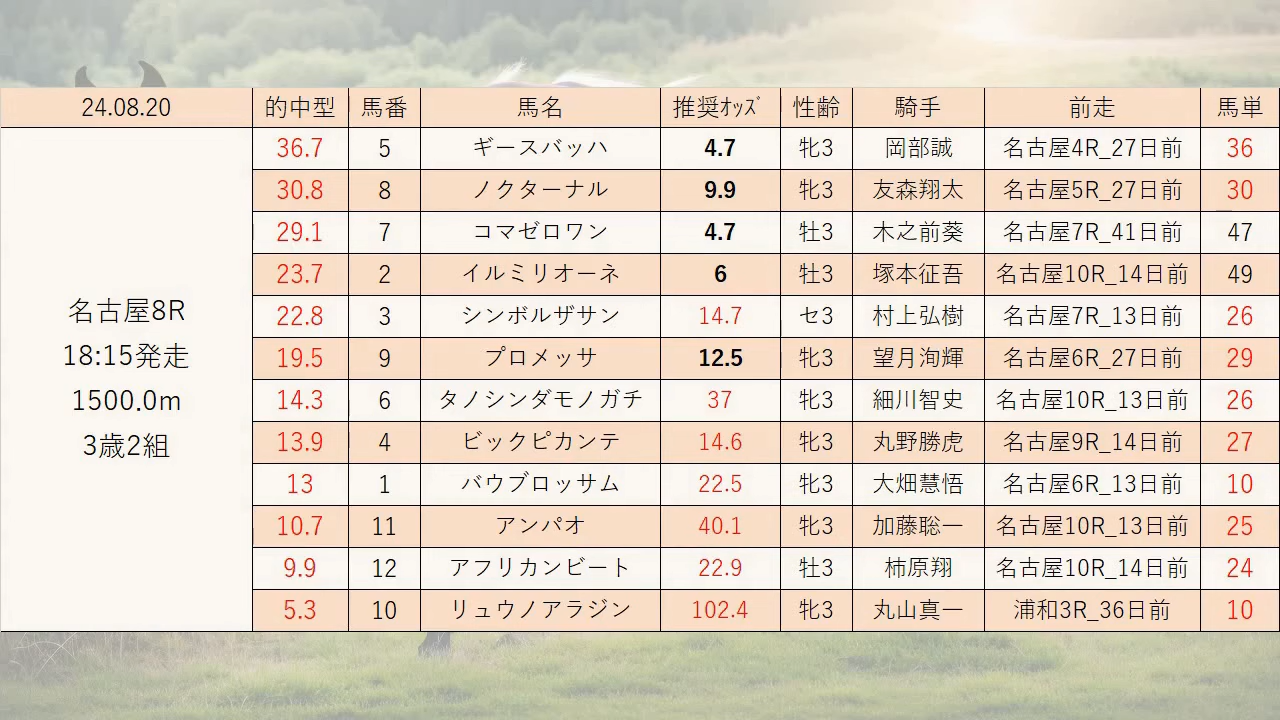 24.08.20 的中型 馬番 馬名 推奨ｵｯｽﾞ 性齢 騎手 前走 馬単
名古屋8R
18:15発走
1500.0m
3歳2組
36.7 5 ギースバッハ 4.7 牝3 岡部誠 名古屋4R_27日前 36
30.8 8 ノクターナル 9.9 牝3 友森翔太 名古屋5R_27日前 30
29.1 7 コマゼロワン 4.7 牡3 木之前葵 名古屋7R_41日前 47
23.7 2 イルミリオーネ 6 牡3 塚本征吾 名古屋10R_14日前 49
22.8 3 シンボルザサン 14.7 セ3 村上弘樹 名古屋7R_13日前 26
19.5 9 プロメッサ 12.5 牝3 望月洵輝 名古屋6R_27日前 29
14.3 6 タノシンダモノガチ 37 牝3 細川智史 名古屋10R_13日前 26
13.9 4 ビックピカンテ 14.6 牝3 丸野勝虎 名古屋9R_14日前 27
13 1 バウブロッサム 22.5 牝3 大畑慧悟 名古屋6R_13日前 10
10.7 11 アンパオ 40.1 牝3 加藤聡一 名古屋10R_13日前 25
9.9 12 アフリカンビート 22.9 牡3 柿原翔 名古屋10R_14日前 24
5.3 10 リュウノアラジン 102.4 牝3 丸山真一 浦和3R_36日前 10